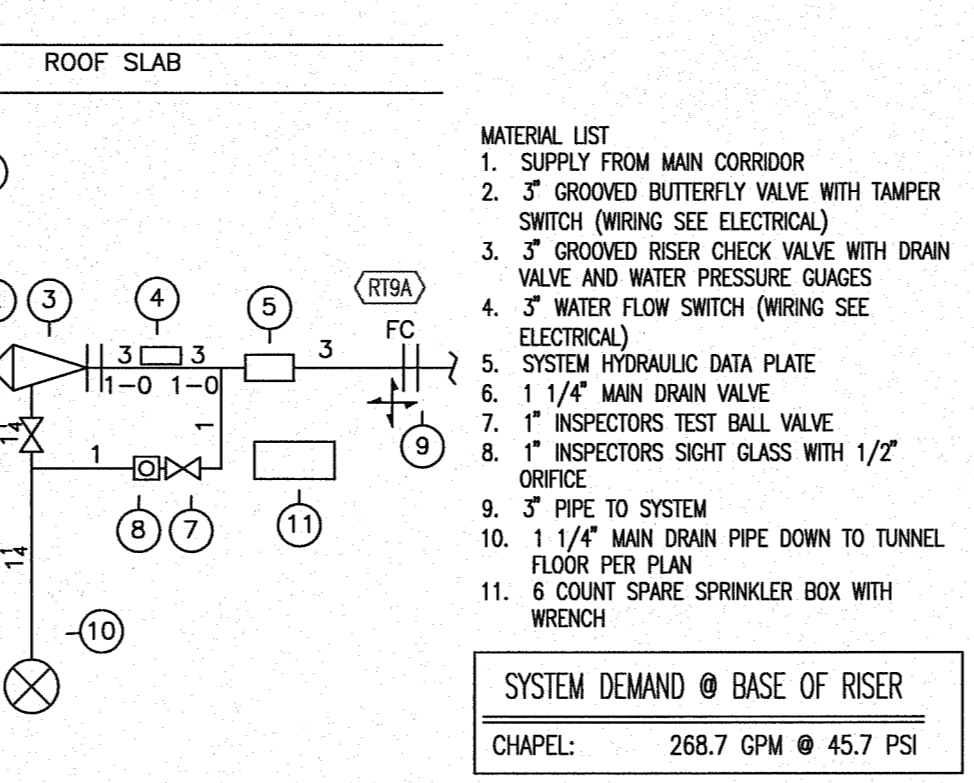 ROOF SLAB
MATERIAL LIST
1. SUPPLY FROM MAIN CORRIDOR
2. 3" GROOVED BUTTERFLY VALVE WITH TAMPER
SWITCH (WIRING SEE ELECTRICAL)
3. 3" GROOVED RISER CHECK VALVE WITH DRAIN
VALVE AND WATER PRESSURE GUAGES
4. 3" WATER FLOW SWITCH (WIRING SEE
ELECTRICAL)
5. SYSTEM HYDRAULIC DATA PLATE
6. 1 1/4" MAIN DRAIN VALVE
7. 1" INSPECTORS TEST BALL VALVE
8. 1" INSPECTORS SIGHT GLASS WITH 1/2"
ORIFICE
9. 3" PIPE TO SYSTEM
10. 1 1/4" MAIN DRAIN PIPE DOWN TO TUNNEL
FLOOR PER PLAN
11. 6 COUNT SPARE SPRINKLER BOX WITH
WRENCH
SYSTEM DEMAND @ BASE OF RISER
CHAPEL: 268.7 GPM @ 45.7 PSI
3
4
5
RT9A
FC
3
3
3
1-0
1-0
1
1
9
8
7
11
1 1/4
10